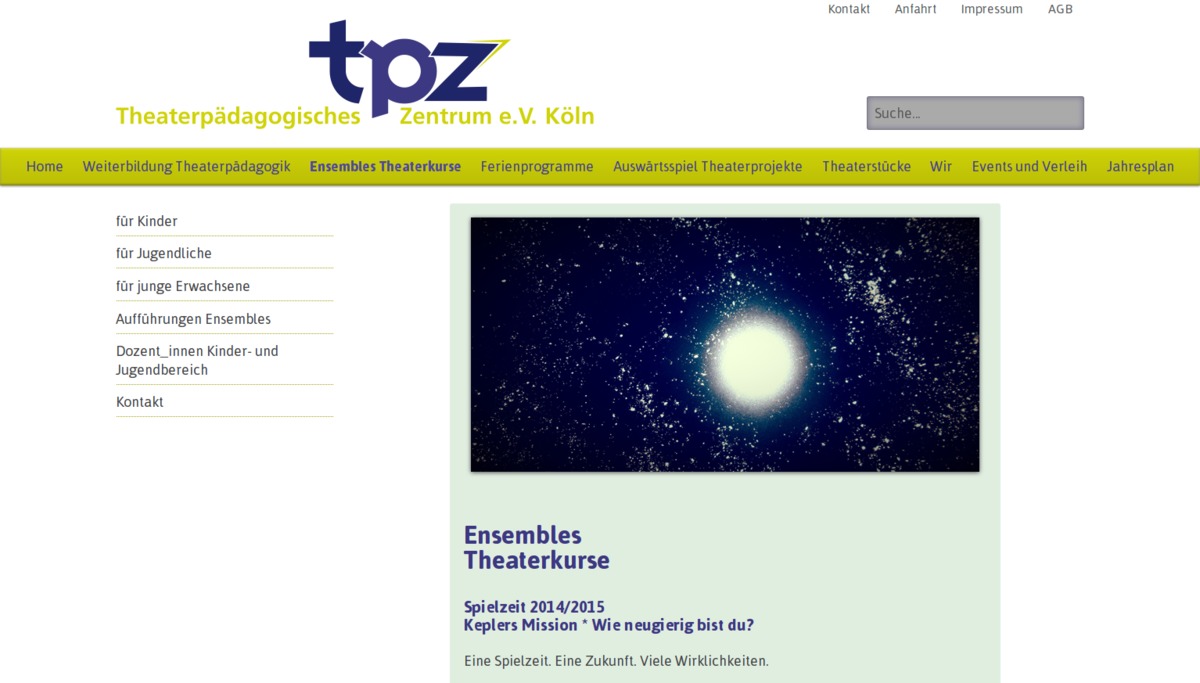 Kontakt Anfahrt Impressum AGB
tpz
Theaterpädagogisches Zentrum e.V. Köln
Suche...
Home Weiterbildung Theaterpädagogik Ensembles Theaterkurse Ferienprogramme Auswärtsspiel Theaterprojekte Theaterstücke Wir Events und Verleih Jahresplan
für Kinder
für Jugendliche
für junge Erwachsene
Aufführungen Ensembles
Dozent_innen Kinder- und
Jugendbereich
Kontakt
Ensembles
Theaterkurse
Spielzeit 2014/2015
Keplers Mission * Wie neugierig bist du?
Eine Spielzeit. Eine Zukunft. Viele Wirklichkeiten.